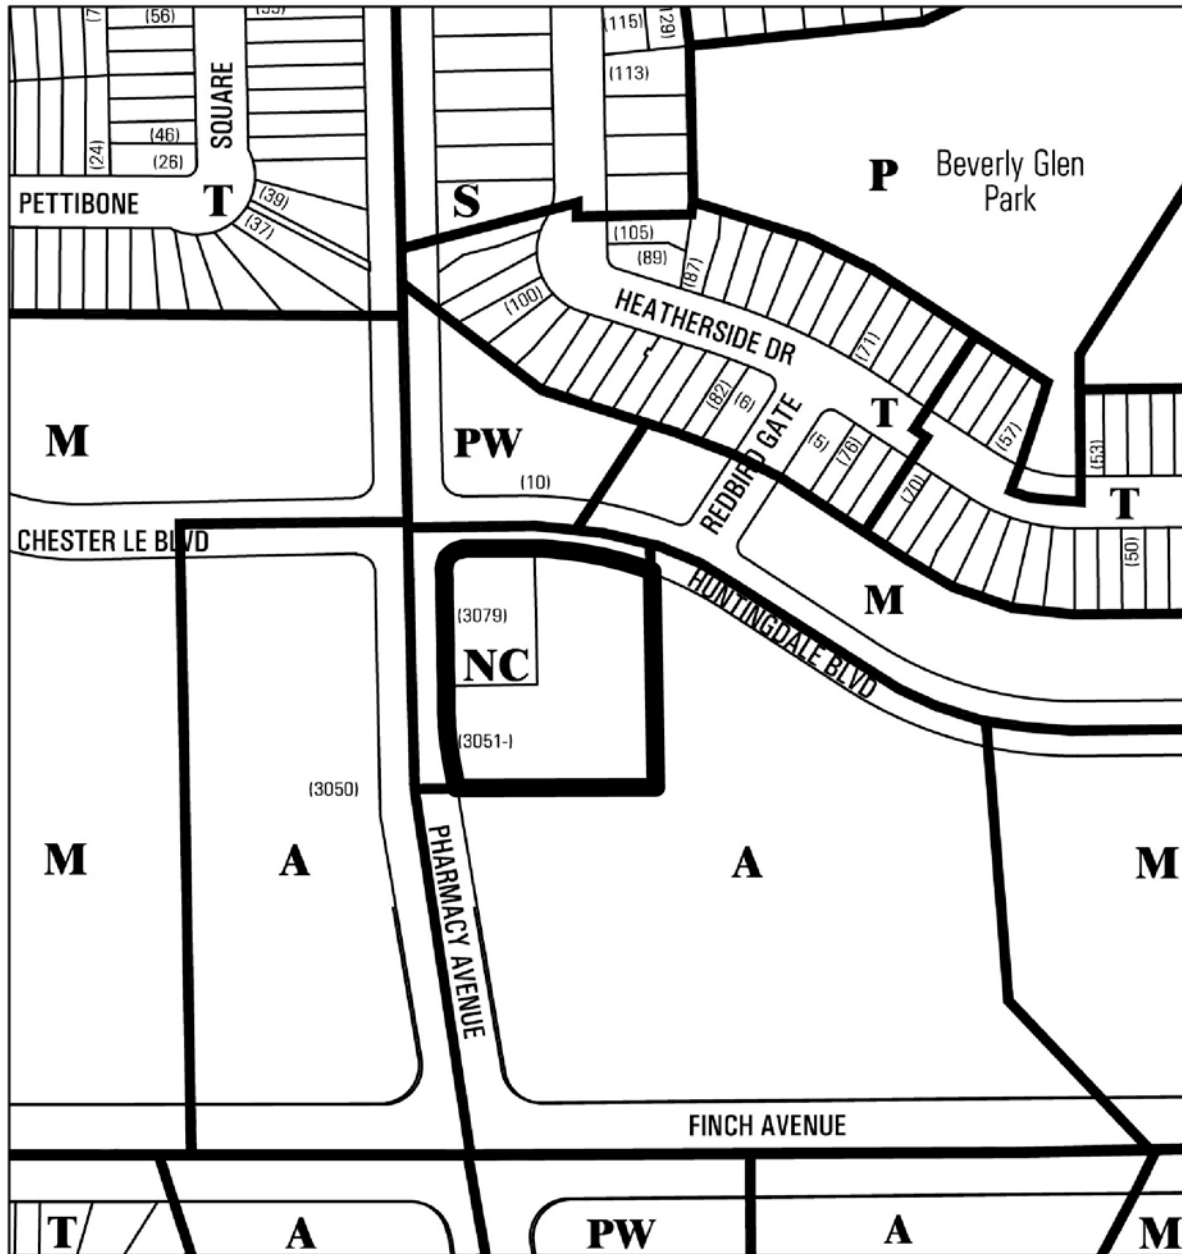 (56)
(115)
(129)
(113)
SQUARE
(24)
(46)
(26)
P
Beverly Glen
Park
PETTIBONE
T
(39)
(37)
S
(105)
(89)
(87)
(100)
HEATHERSIDE DR
(71)
(82)
(6)
T
(57)
M
PW
REDBIRD GATE
(5)
(76)
(53)
(10)
(70)
T
CHESTER LE BLVD
(50)
HUNTINGDALE BLVD
M
(3079)
NC
(3051-)
(3050)
PHARMACY AVENUE
M
A
A
M
FINCH AVENUE
T
A
PW
A
M